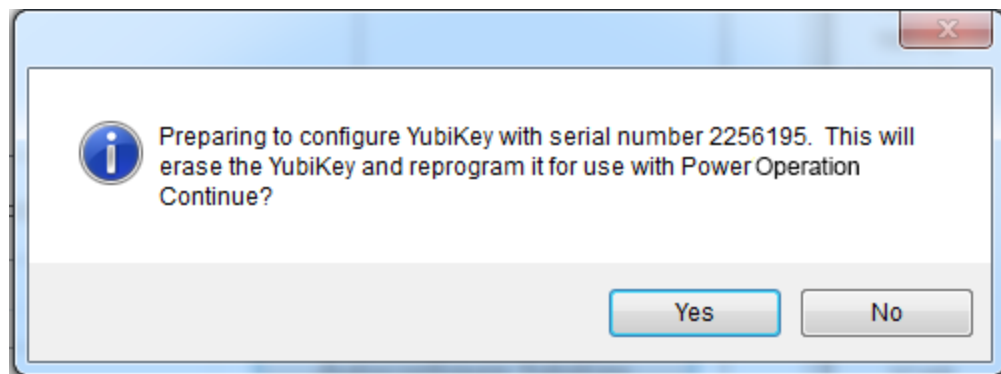 Preparing to configure YubiKey with serial number 2256195.  This will
erase the YubiKey and reprogram it for use with Power Operation
Continue?
Yes
No